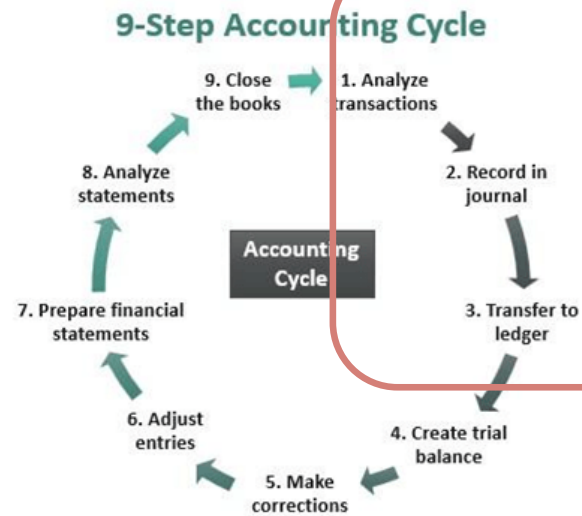 9-Step Accounting Cycle
1. Analyze
transactions
2. Record in
journal
3. Transfer to
ledger
4. Create trial
balance
5. Make
corrections
6. Adjust
entries
7. Prepare financial
statements
8. Analyze
statements
9. Close
the books
Accounting
Cycle